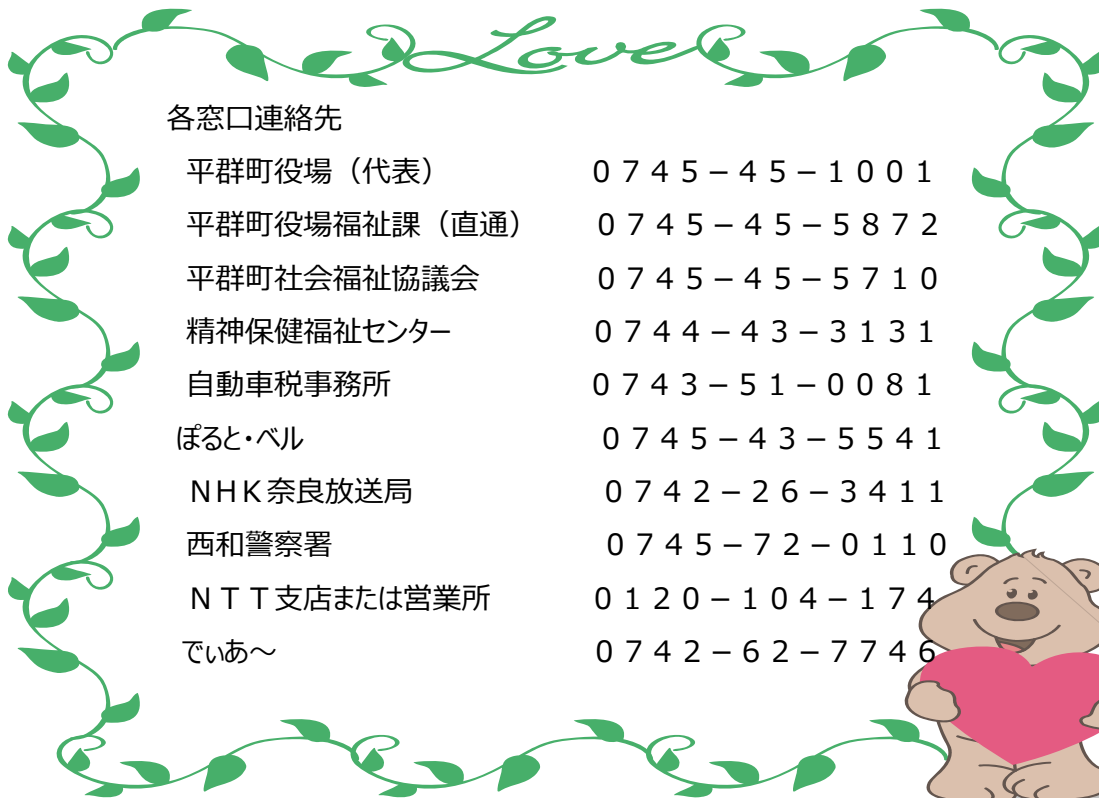 Love
各窓口連絡先
平群町役場（代表） ０７４５－４５－１００１
平群町役場福祉課（直通） ０７４５－４５－５８７２
平群町社会福祉協議会 ０７４５－４５－５７１０
精神保健福祉センター ０７４４－４３－３１３１
自動車税事務所 ０７４３－５１－００８１
ぽると・ベル ０７４５－４３－５５４１
ＮＨＫ奈良放送局 ０７４２－２６－３４１１
西和警察署 ０７４５－７２－０１１０
ＮＴＴ支店または営業所 ０１２０－１０４－１７４
でぃあ～ ０７４２－６２－７７４６